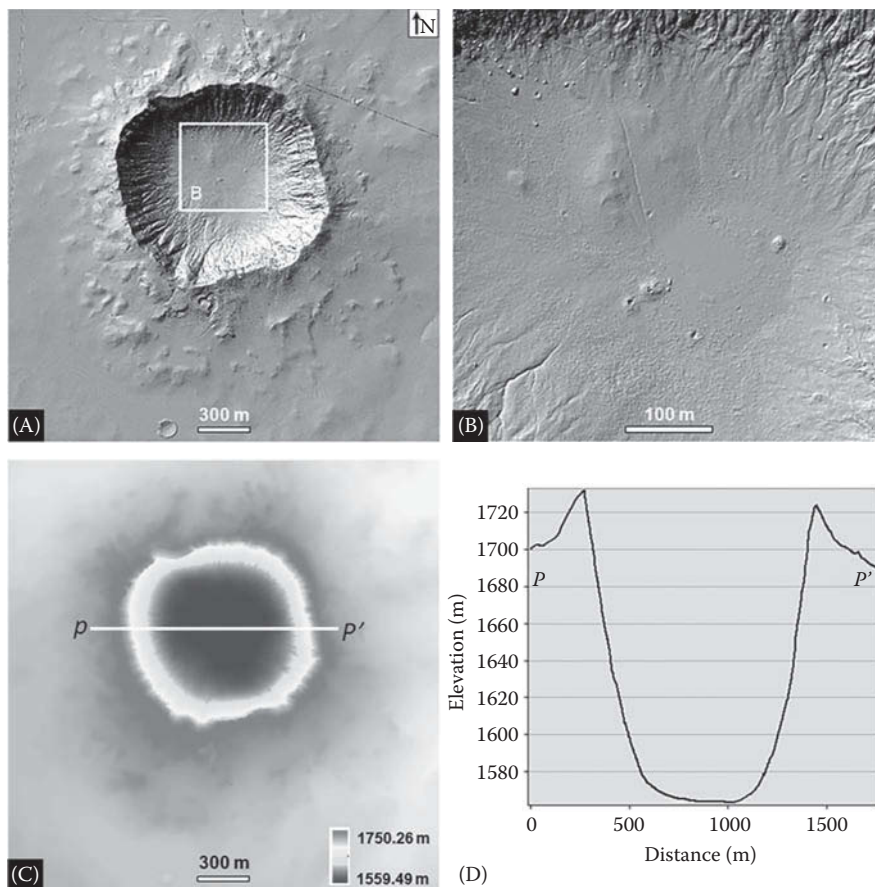 N
B
(A)
300 m
(B)
100 m
P
P'
1750.26 m
1559.49 m
(C)
300 m
1720
1700
1680
1660
1640
1620
1600
1580
Elevation (m)
P
P'
0
500
1000
1500
Distance (m)
(D)